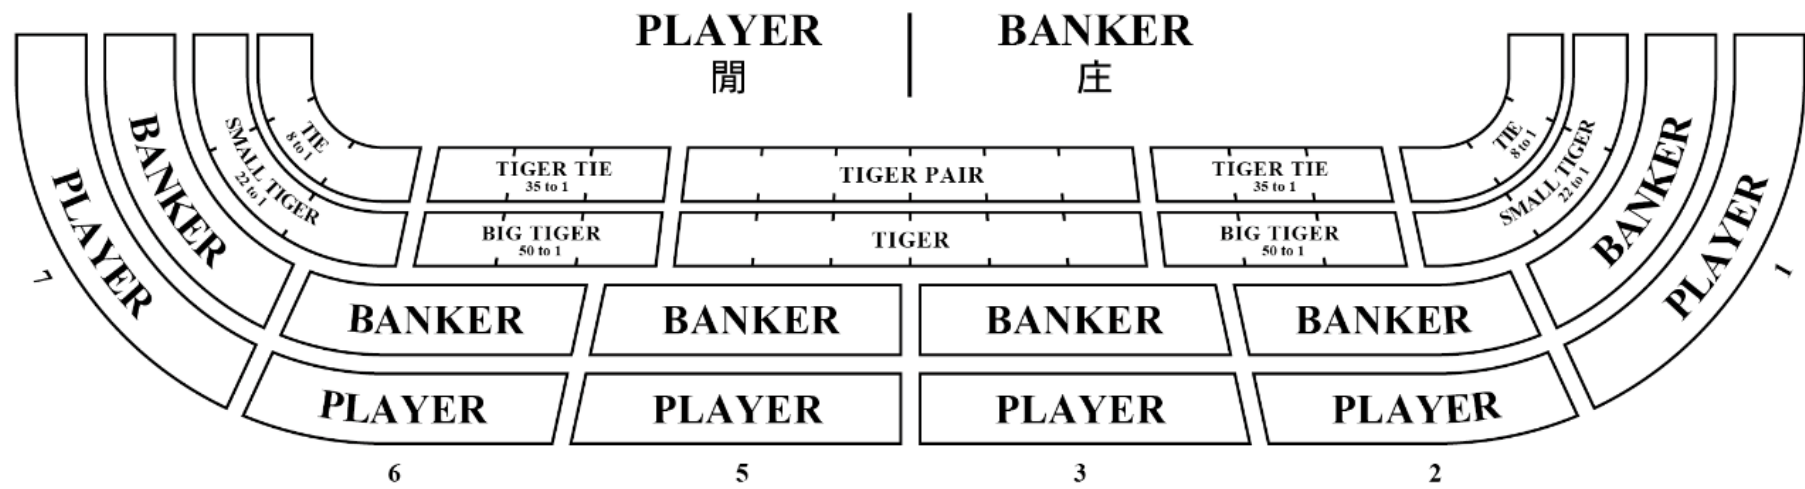 PLAYER
閒
BANKER
庄
TIE
8 to 1
SMALL TIGER
22 to 1
BANKER
PLAYER
7
TIGER TIE
35 to 1
TIGER PAIR
TIGER TIE
35 to 1
BIG TIGER
50 to 1
TIGER
BIG TIGER
50 to 1
TIE
8 to 1
SMALL TIGER
22 to 1
BANKER
PLAYER
1
BANKER
BANKER
BANKER
BANKER
PLAYER
PLAYER
PLAYER
PLAYER
6
5
3
2